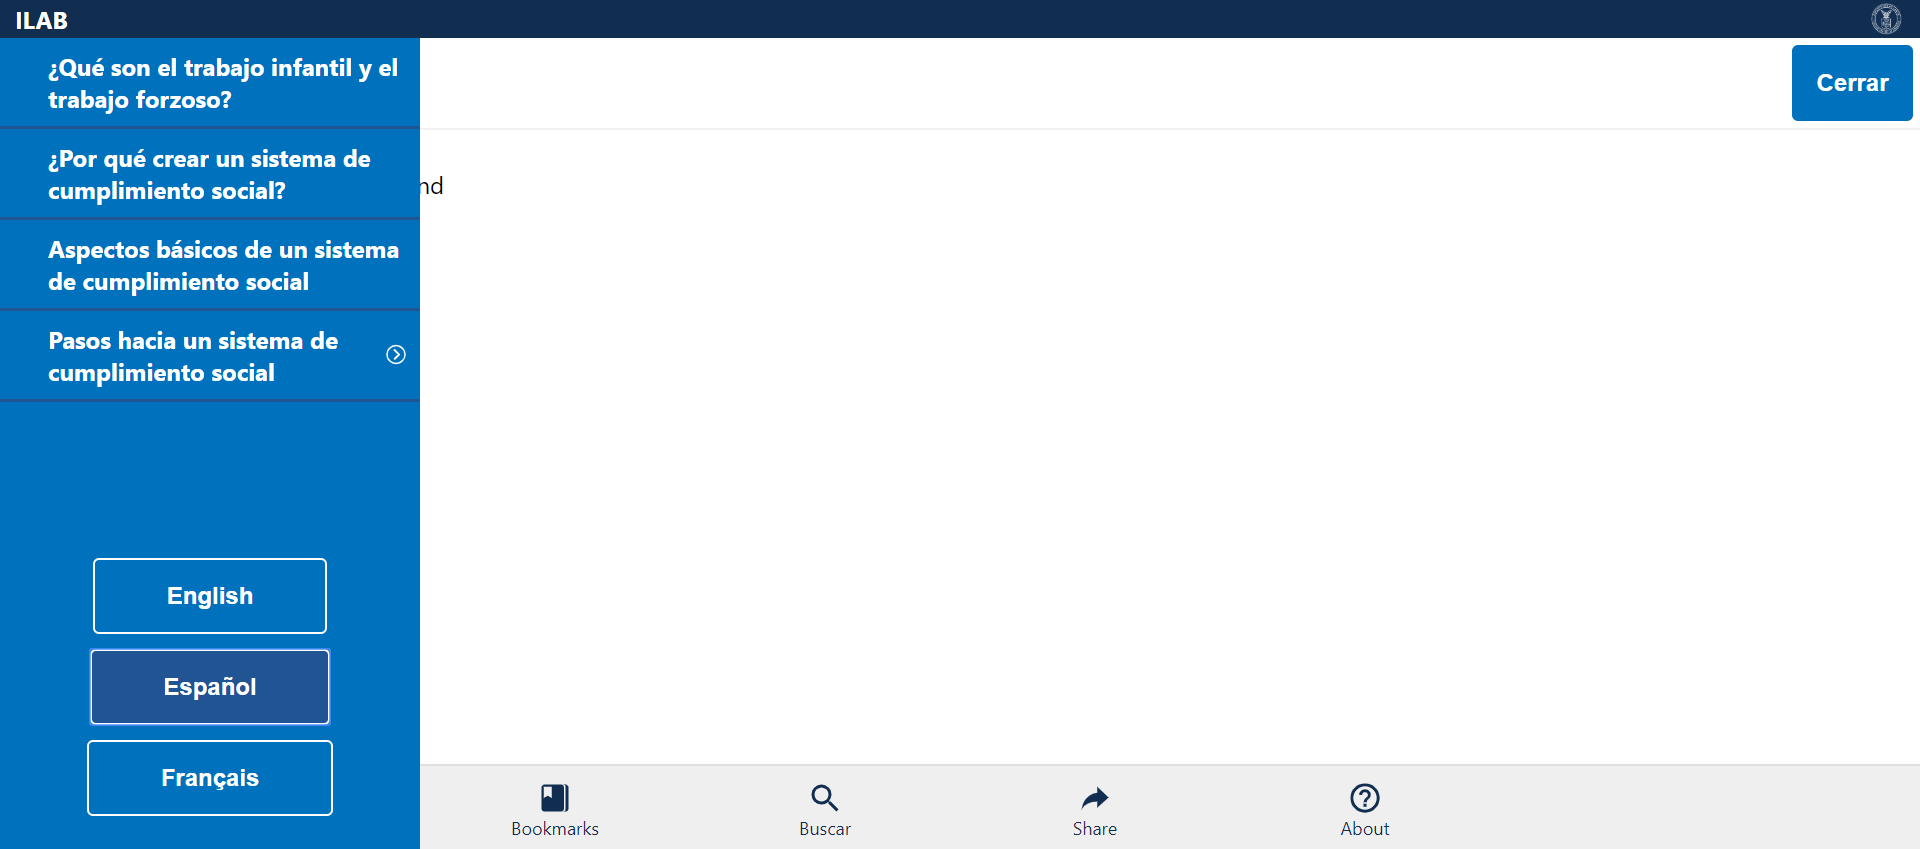 ILAB
¿Qué son el trabajo infantil y el
trabajo forzoso?
¿Por qué crear un sistema de
cumplimiento social?
Aspectos básicos de un sistema
de cumplimiento social
Pasos hacia un sistema de
cumplimiento social
English
Español
Français
Cerrar
nd
Bookmarks
Buscar
Share
About